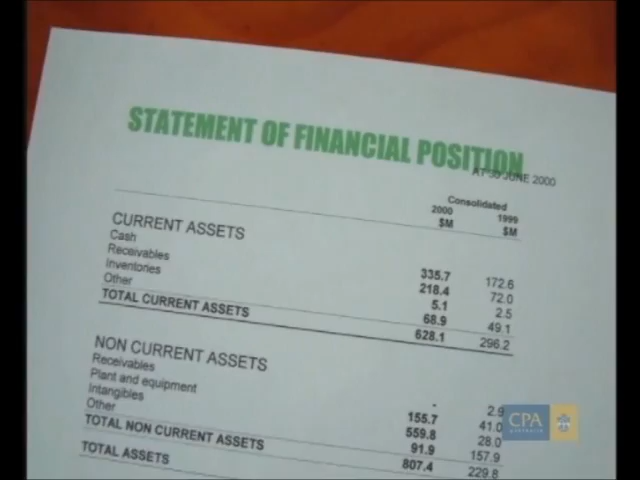 STATEMENT OF FINANCIAL POSITION
AT 30 JUNE 2000
Consolidated
2000 1999
$M $M
CURRENT ASSETS
Cash 335.7 172.6
Receivables 218.4 72.0
Inventories 5.1 2.5
Other 68.9 49.1
TOTAL CURRENT ASSETS 628.1 296.2
NON CURRENT ASSETS
Receivables - 2.9
Plant and equipment 155.7 41.0
Intangibles 559.8 28.0
Other 91.9 157.9
TOTAL NON CURRENT ASSETS 807.4 229.8
TOTAL ASSETS
CPA
AUSTRALIA